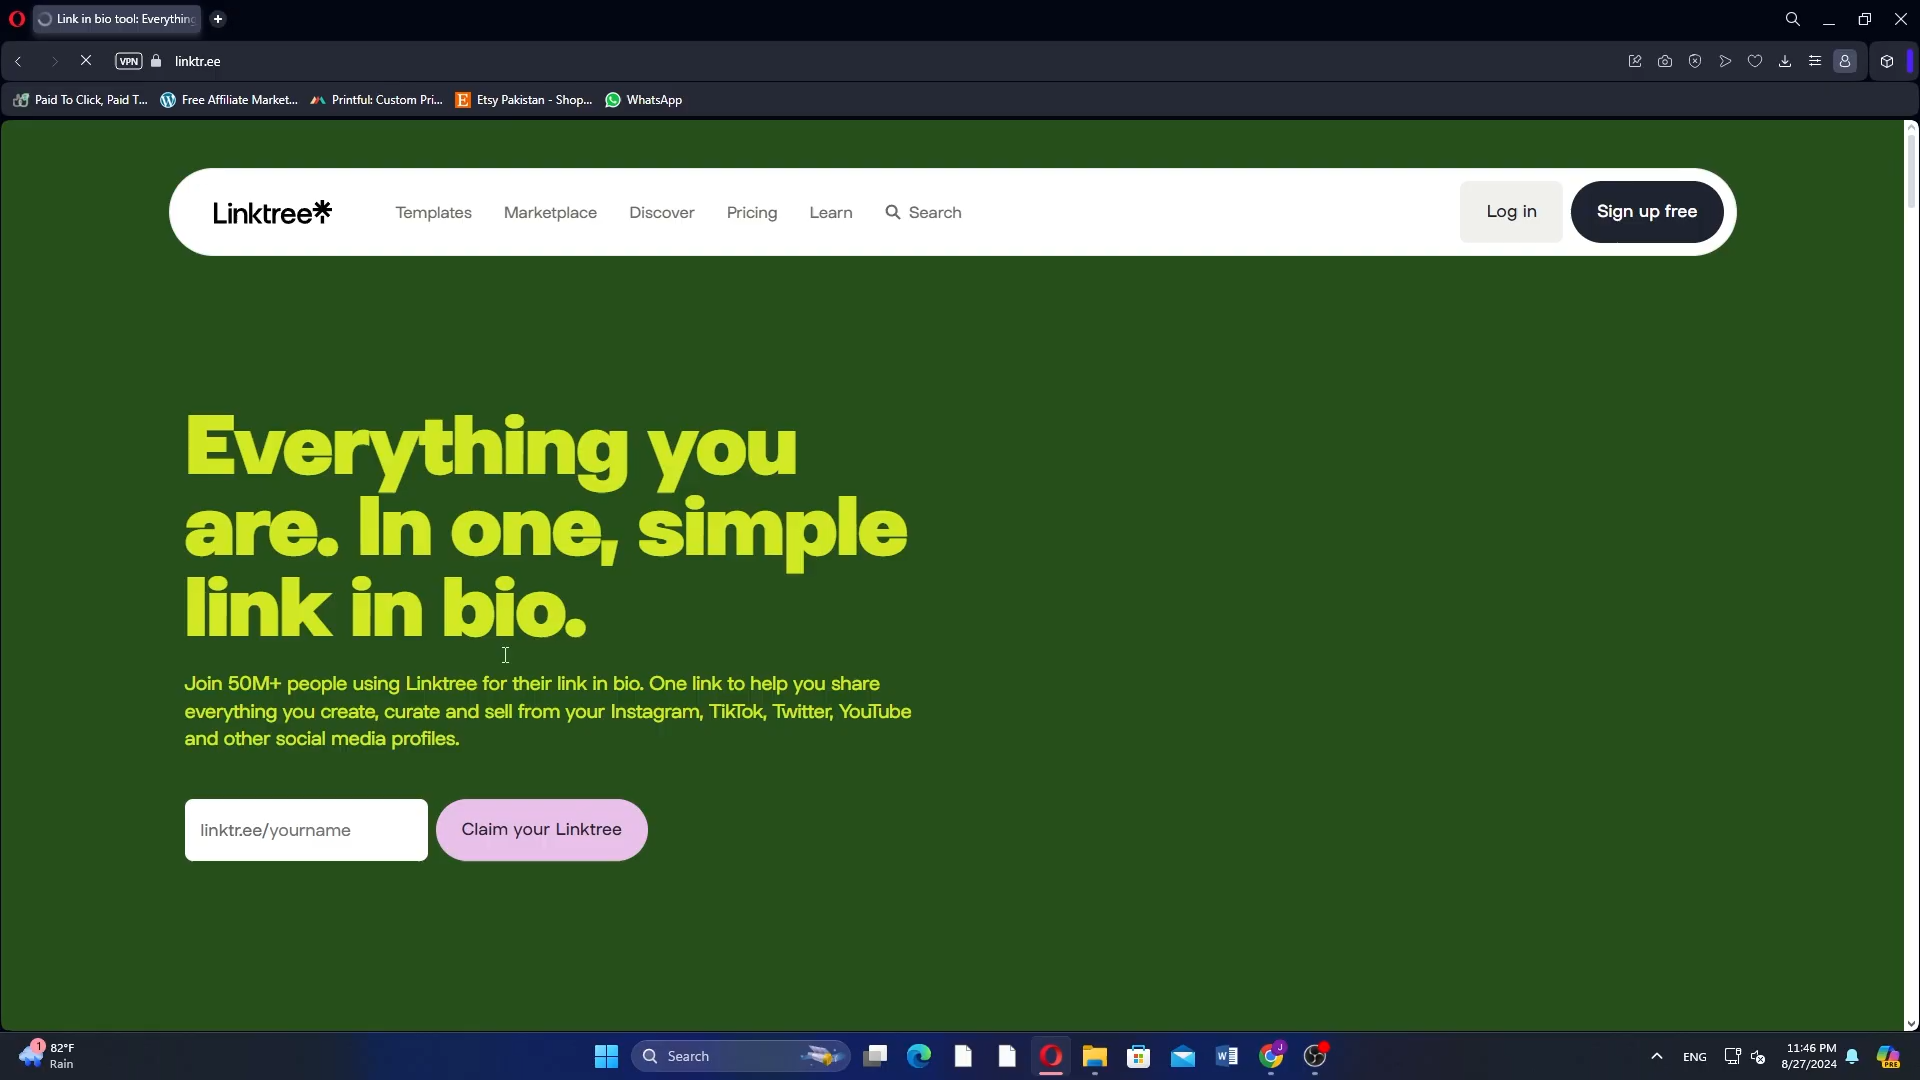 Link in bio tool: Everything
VPN
linktr.ee
Paid To Click, Paid T...
Free Affiliate Market...
Printful: Custom Pri...
Etsy Pakistan - Shop...
WhatsApp
Linktree
Templates
Marketplace
Discover
Pricing
Learn
Search
Log in
Sign up free
Everything you
are. In one, simple
link in bio.
Join 50M+ people using Linktree for their link in bio. One link to help you share
everything you create, curate and sell from your Instagram, TikTok, Twitter, YouTube
and other social media profiles.
linktr.ee/yourname
Claim your Linktree
1
82°F
Rain
Search
J
ENG
11:46 PM
8/27/2024
PRE